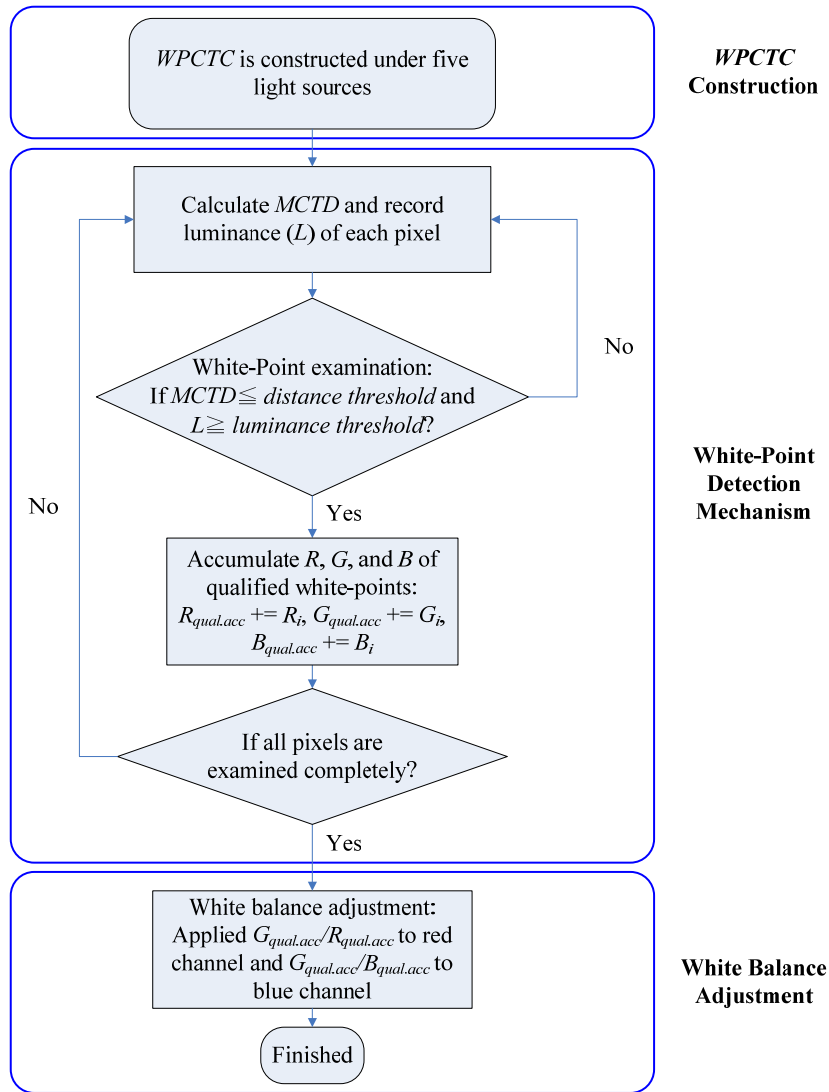 WPCTC is constructed under five
light sources
WPCTC
Construction
Calculate MCTD and record
luminance (L) of each pixel
No
White-Point examination:
If MCTD≦ distance threshold and
L≧ luminance threshold?
White-Point
Detection
Mechanism
No
Yes
Accumulate R, G, and B of
qualified white-points:
Rqual.acc += Ri, Gqual.acc += Gi,
Bqual.acc += Bi
If all pixels are
examined completely?
Yes
White balance adjustment:
Applied Gqual.acc/Rqual.acc to red
channel and Gqual.acc/Bqual.acc to
blue channel
White Balance
Adjustment
Finished